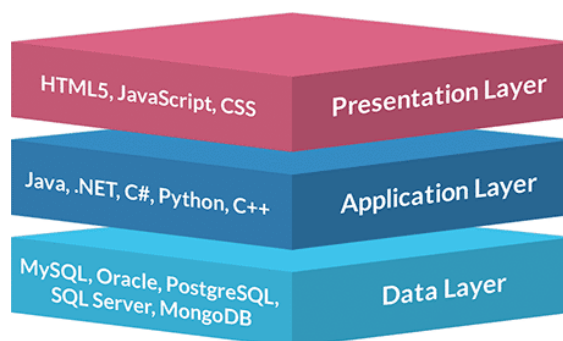 HTML5, JavaScript, CSS
Presentation Layer
Java, .NET, C#, Python, C++
Application Layer
MySQL, Oracle, PostgreSQL,
SQL Server, MongoDB
Data Layer